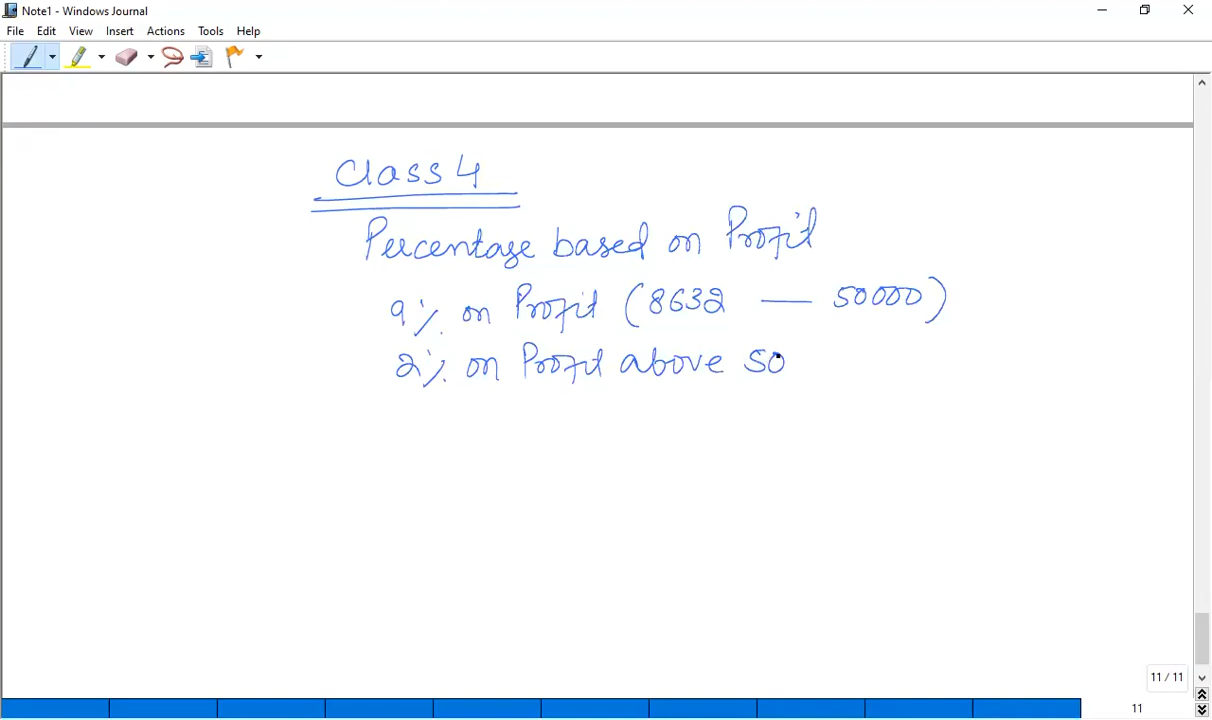 Note1 - Windows Journal
File Edit View Insert Actions Tools Help
Class 4
Percentage based on Profit
9% on Profit (8632 — 50000)
2% on Profit above 50
11 / 11
11